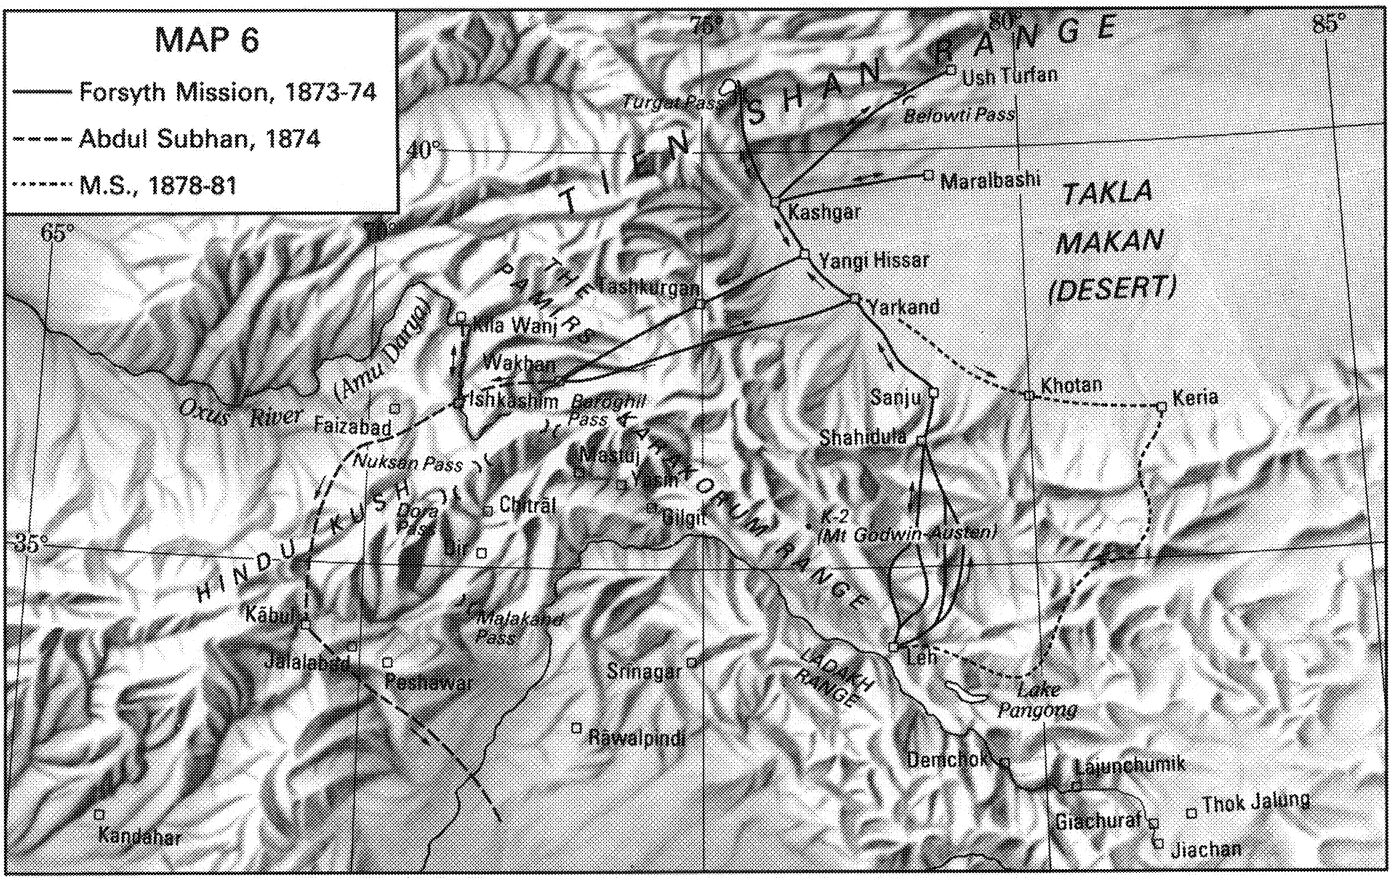 MAP 6
Forsyth Mission, 1873-74
Abdul Subhan, 1874
M.S., 1878-81
75°
80°
85°
TIEN SHAN RANGE
Ush Turfan
Turgat Pass
Belowti Pass
40°
Maralbashi
TAKLA
MAKAN
(DESERT)
Kashgar
65°
70°
Yangi Hissar
THE
PAMIRS
Tashkurgan
Yarkand
Kila Wanj
(Amu Darya)
Wakhan
Khotan
Keria
Sanju
Ishkashim
Baroghil
Pass
Oxus River
Faizabad
Shahidula
KARAKORUM RANGE
Nuksan Pass
Mastuj
Yasin
HINDU KUSH
Dora
Pass
Chitrāl
Gilgit
K-2
(Mt Godwin-Austen)
35°
Dir
Kābul
Malakand
Pass
Jalalabad
Peshawar
Srinagar
Leh
LADAKH
RANGE
Lake
Pangong
Rāwalpindi
Demchok
Lajunchumik
Thok Jalung
Giachuraf
Jiachan
Kandahar